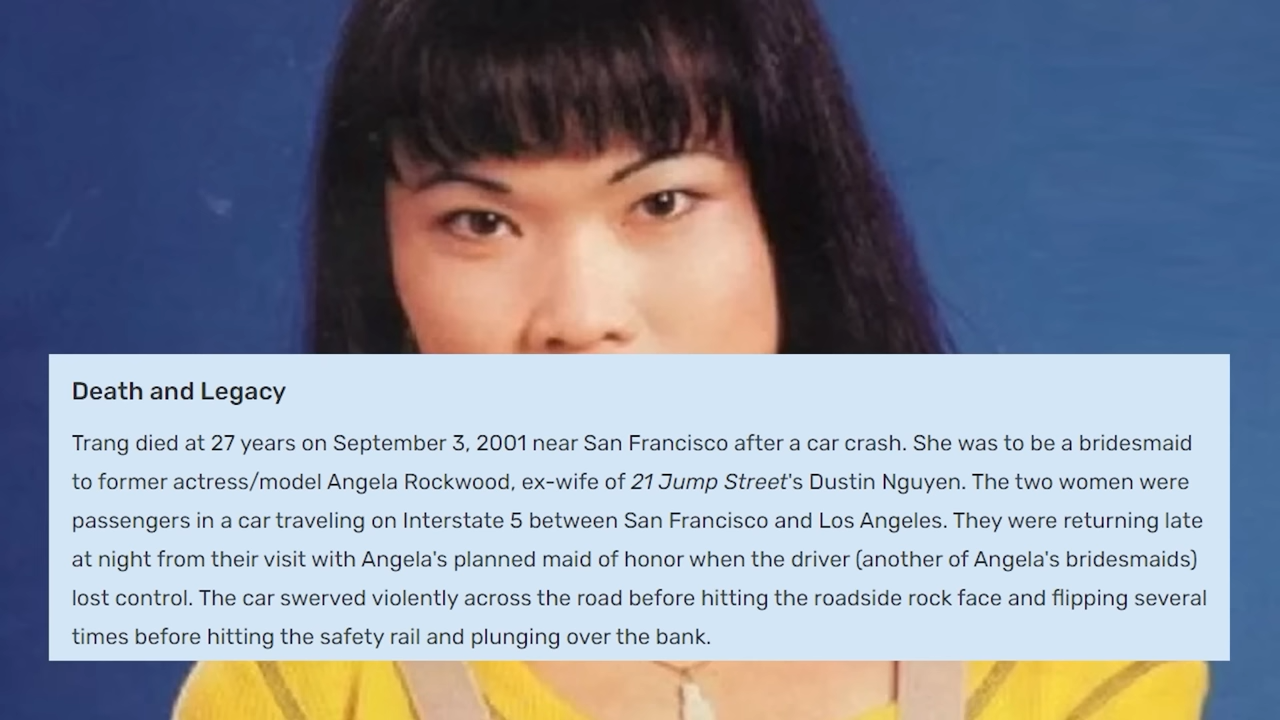 Death and Legacy
Trang died at 27 years on September 3, 2001 near San Francisco after a car crash. She was to be a bridesmaid
to former actress/model Angela Rockwood, ex-wife of 21 Jump Street's Dustin Nguyen. The two women were
passengers in a car traveling on Interstate 5 between San Francisco and Los Angeles. They were returning late
at night from their visit with Angela's planned maid of honor when the driver (another of Angela's bridesmaids)
lost control. The car swerved violently across the road before hitting the roadside rock face and flipping several
times before hitting the safety rail and plunging over the bank.